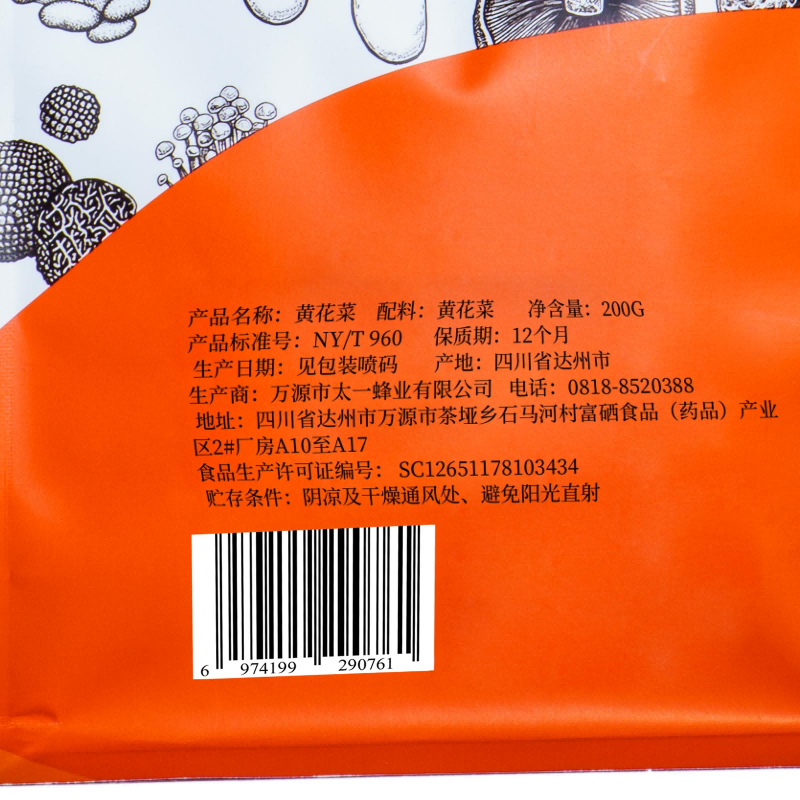 产品名称：黄花菜 配料：黄花菜 净含量：200G
产品标准号：NY/T 960 保质期：12个月
生产日期：见包装喷码 产地：四川省达州市
生产商：万源市太一蜂业有限公司 电话：0818-8520388
地址：四川省达州市万源市茶垭乡石马河村富硒食品（药品）产业
区2#厂房A10至A17
食品生产许可证编号：SC12651178103434
贮存条件：阴凉及干燥通风处、避免阳光直射
6 974199 290761